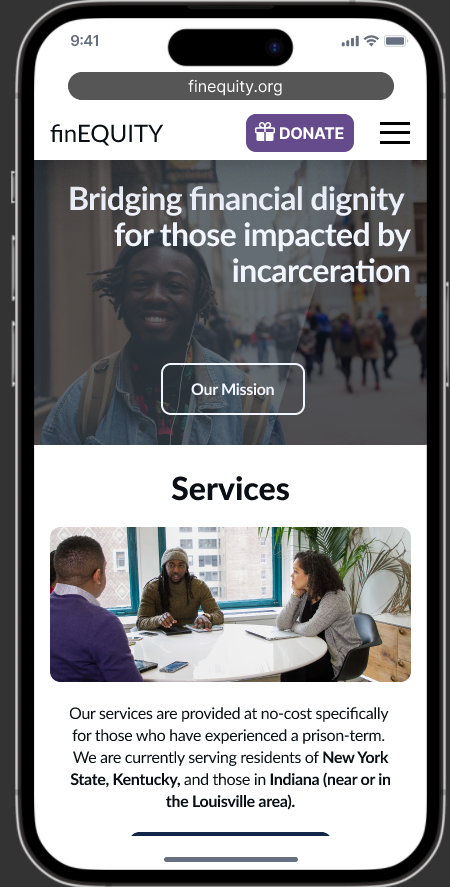 9:41
finequity.org
finEQUITY
DONATE
Bridging financial dignity
for those impacted by
incarceration
Our Mission
Services
Our services are provided at no-cost specifically
for those who have experienced a prison-term.
We are currently serving residents of New York
State, Kentucky, and those in Indiana (near or in
the Louisville area).